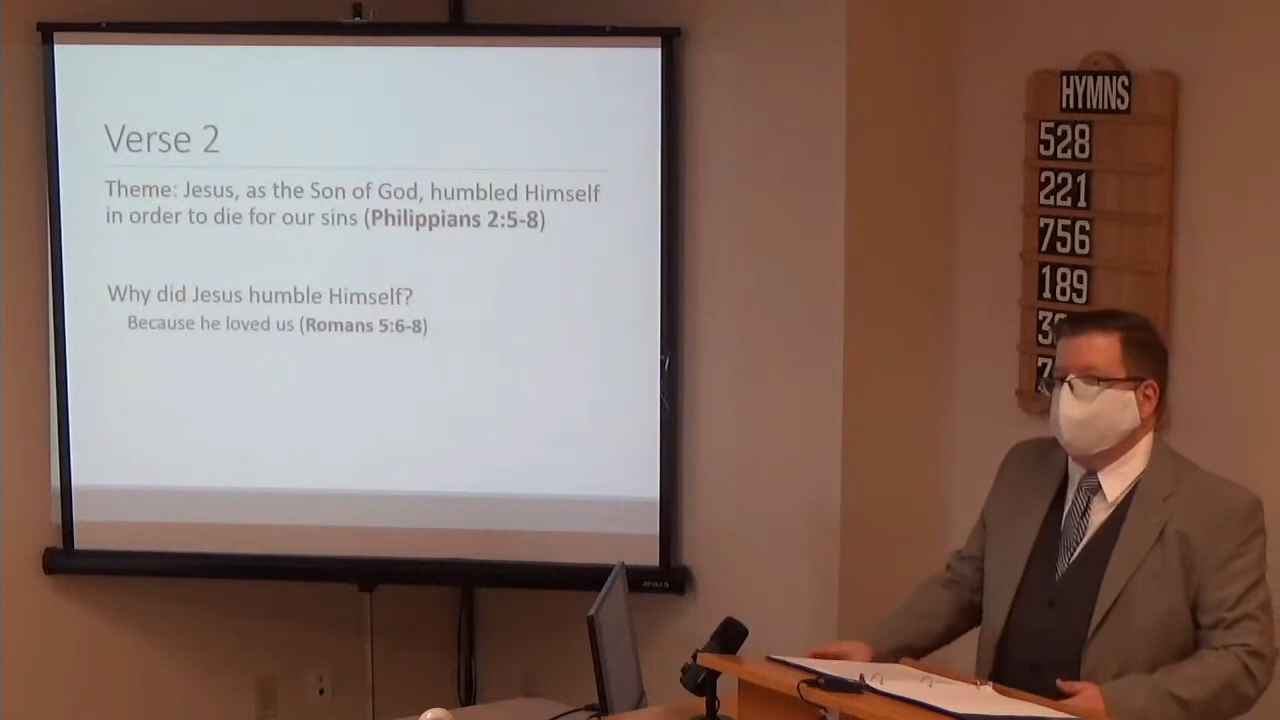 Verse 2
Theme: Jesus, as the Son of God, humbled Himself
in order to die for our sins (Philippians 2:5-8)
Why did Jesus humble Himself?
Because he loved us (Romans 5:6-8)
APOLLO
HYMNS
528
221
756
189